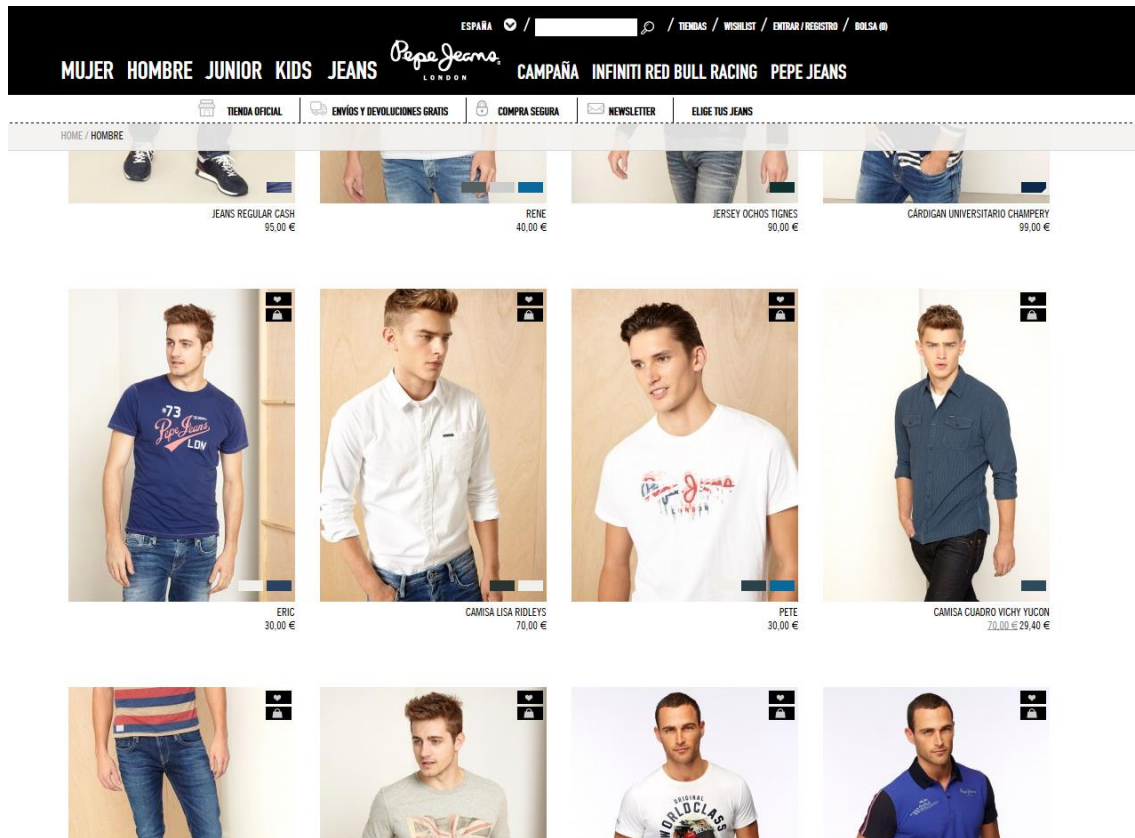 ESPAÑA / / TIENDAS / WISHLIST / ENTRAR / REGISTRO / BOLSA (0)
MUJER HOMBRE JUNIOR KIDS JEANS Pepe Jeans CAMPAÑA INFINITI RED BULL RACING PEPE JEANS
LONDON
TIENDA OFICIAL ENVÍOS Y DEVOLUCIONES GRATIS COMPRA SEGURA NEWSLETTER ELIGE TUS JEANS
HOME / HOMBRE
JEANS REGULAR CASH RENE JERSEY OCHOS TIGNES CÁRDIGAN UNIVERSITARIO CHAMPERY
95,00 € 40,00 € 90,00 € 99,00 €
*73
Pepe Jeans
LDN
Pepe Jeans
LONDON
ERIC CAMISA LISA RIDLEYS PETE CAMISA CUADRO VICHY YUCON
30,00 € 70,00 € 30,00 € 70,00 € 29,40 €
ORIGINAL
WORLDCLASS
Pepe Jeans